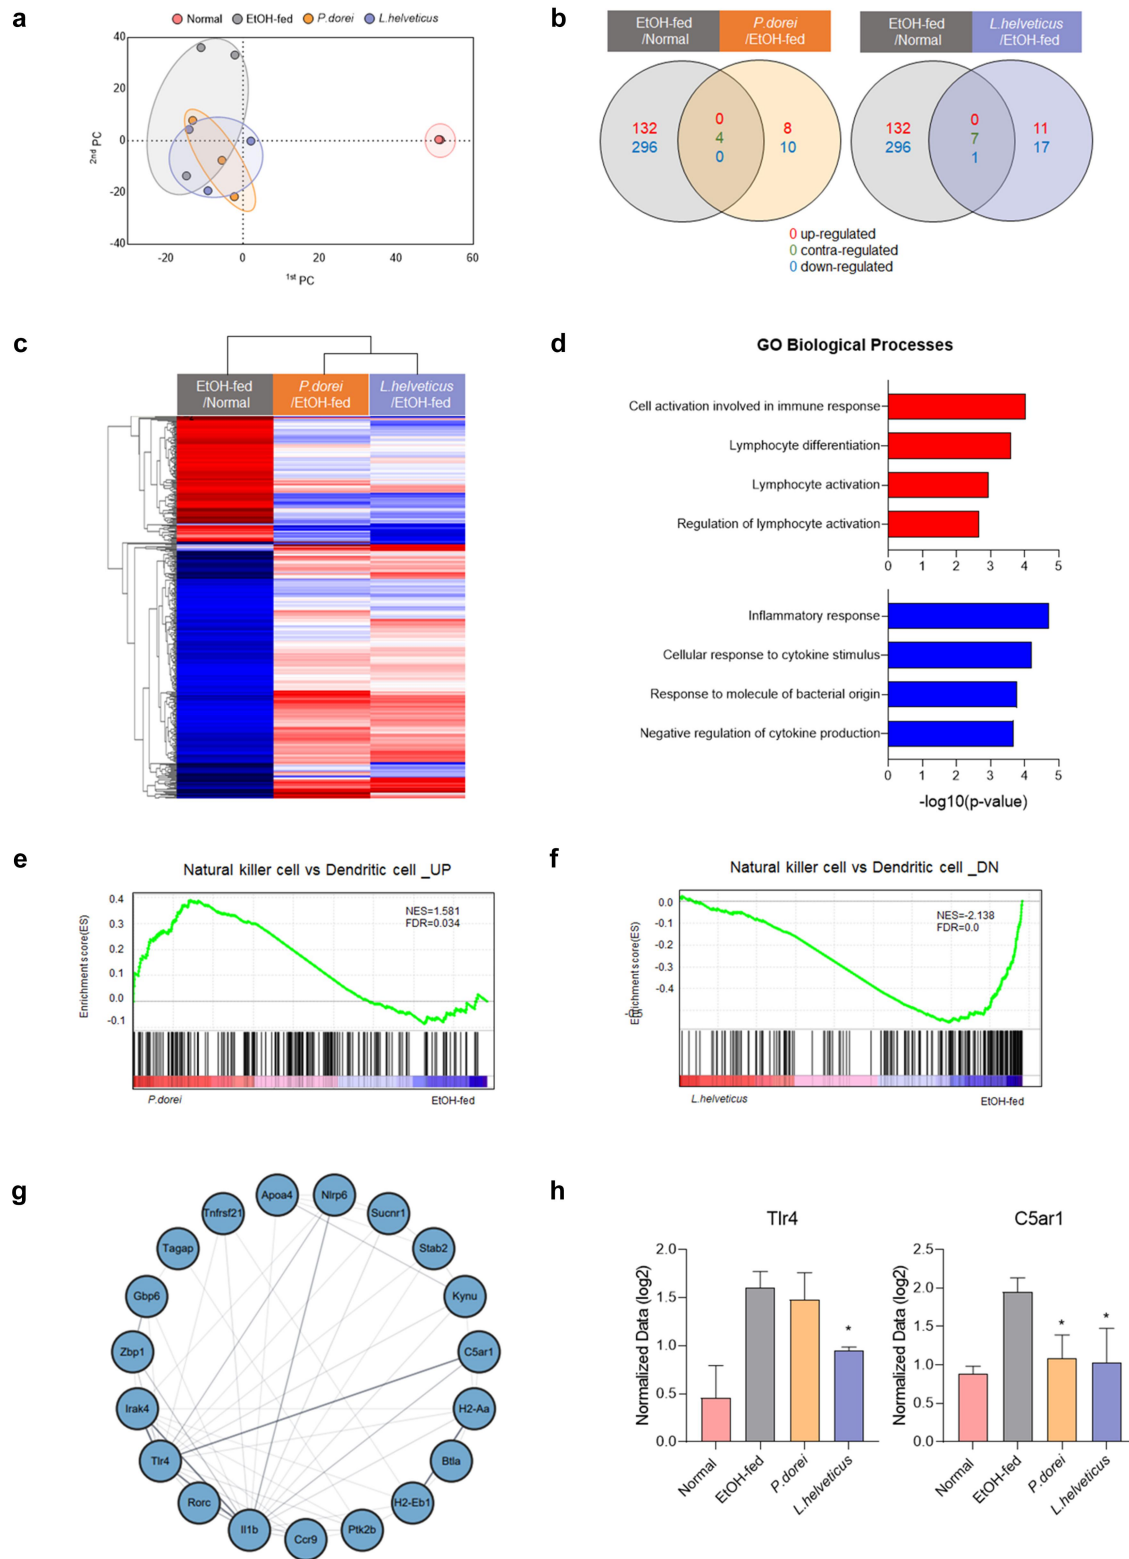 a
Normal EtOH-fed P.dorei L.helveticus
40
20
0
-20
-40
2nd PC
-20 0 20 40 60
1st PC
b
EtOH-fed
/Normal
P.dorei
/EtOH-fed
132
296
0
4
0
8
10
EtOH-fed
/Normal
L.helveticus
/EtOH-fed
132
296
0
7
1
11
17
0 up-regulated
0 contra-regulated
0 down-regulated
c
EtOH-fed
/Normal
P.dorei
/EtOH-fed
L.helveticus
/EtOH-fed
d
GO Biological Processes
Cell activation involved in immune response
Lymphocyte differentiation
Lymphocyte activation
Regulation of lymphocyte activation
0 1 2 3 4 5
Inflammatory response
Cellular response to cytokine stimulus
Response to molecule of bacterial origin
Negative regulation of cytokine production
0 1 2 3 4 5
-log10(p-value)
e
Natural killer cell vs Dendritic cell _UP
NES=1.581
FDR=0.034
Enrichment score(ES)
0.4
0.3
0.2
0.1
0.0
-0.1
P.dorei EtOH-fed
f
Natural killer cell vs Dendritic cell _DN
NES=-2.138
FDR=0.0
Enrichment score(ES)
0.0
-0.1
-0.2
-0.3
-0.4
L.helveticus EtOH-fed
g
Apoa4
Nlrp6
Sucnr1
Stab2
Kynu
C5ar1
H2-Aa
Btla
H2-Eb1
Ptk2b
Ccr9
Il1b
Rorc
Tlr4
Irak4
Zbp1
Gbp6
Tagap
Tnfrsf21
h
Tlr4
Normalized Data (log2)
2.0
1.5
1.0
0.5
0.0
*
Normal
EtOH-fed
P.dorei
L.helveticus
C5ar1
Normalized Data (log2)
2.5
2.0
1.5
1.0
0.5
0.0
* *
Normal
EtOH-fed
P.dorei
L.helveticus